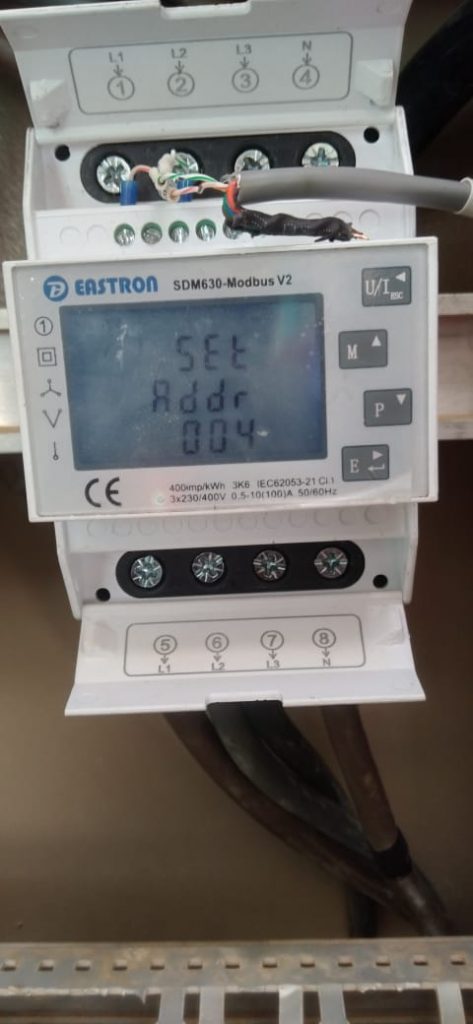 L1 L2 L3 N
1 2 3 4
EASTRON SDM630-Modbus V2
U/I ESC
1
SEt
M
Addr
P
004
E
CE
400imp/kWh 3K6 (IEC62053-21 Cl.1)
3x230/400V 0.5-10(100)A 50/60Hz
5 6 7 8
L1 L2 L3 N